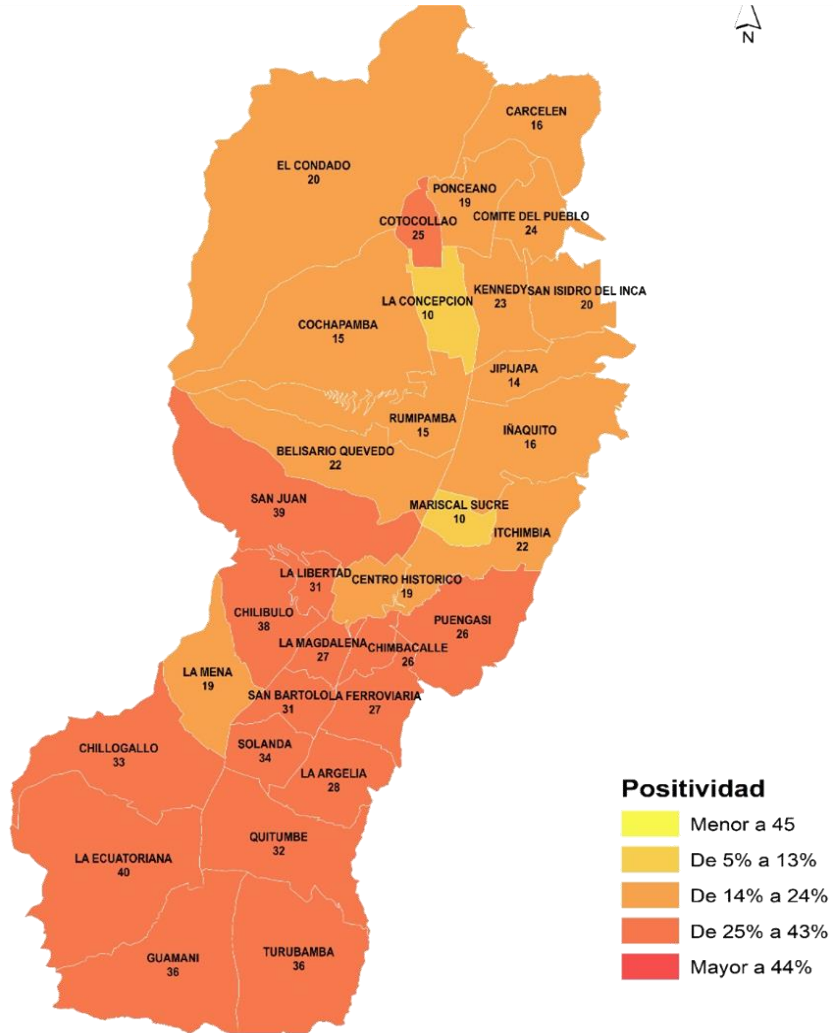 N
CARCELEN
16
EL CONDADO
20
PONCEANO
19
COTOCOLLAO
25
COMITE DEL PUEBLO
24
LA CONCEPCION
10
KENNEDY
23
SAN ISIDRO DEL INCA
20
COCHAPAMBA
15
JIPIJAPA
14
RUMIPAMBA
15
IÑAQUITO
16
BELISARIO QUEVEDO
22
SAN JUAN
39
MARISCAL SUCRE
10
ITCHIMBIA
22
LA LIBERTAD
31
CENTRO HISTORICO
19
CHILIBULO
38
PUENGASI
26
LA MAGDALENA
27
CHIMBACALLE
26
LA MENA
19
SAN BARTOLO
31
LA FERROVIARIA
27
SOLANDA
34
CHILLOGALLO
33
LA ARGELIA
28
QUITUMBE
32
LA ECUATORIANA
40
GUAMANI
36
TURUBAMBA
36
Positividad
Menor a 45
De 5% a 13%
De 14% a 24%
De 25% a 43%
Mayor a 44%